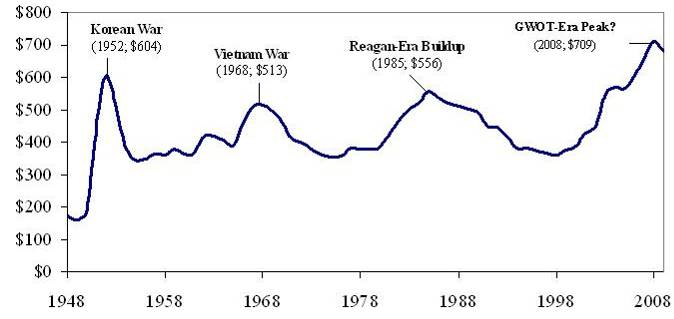 $800
$700
$600
$500
$400
$300
$200
$100
$0
Korean War
(1952; $604)
Vietnam War
(1968; $513)
Reagan-Era Buildup
(1985; $556)
GWOT-Era Peak?
(2008; $709)
1948 1958 1968 1978 1988 1998 2008